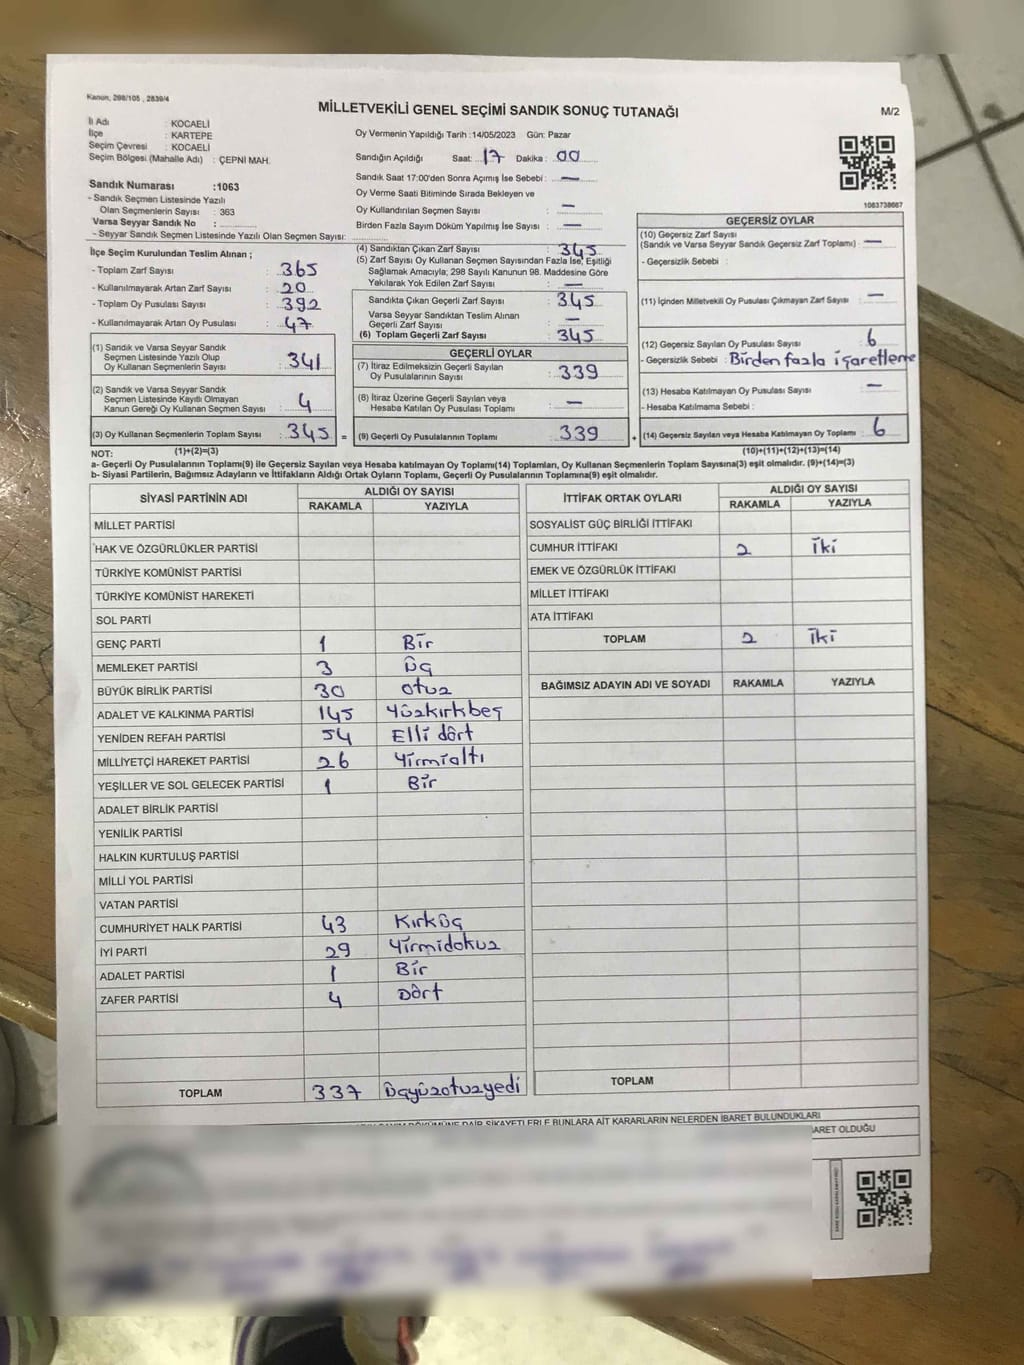 Kanun, 298/105 , 2839/4
MİLLETVEKİLİ GENEL SEÇİMİ SANDIK SONUÇ TUTANAĞI
M/2
İl Adı : KOCAELİ
İlçe : KARTEPE
Seçim Çevresi : KOCAELİ
Seçim Bölgesi (Mahalle Adı) : ÇEPNİ MAH.
Sandık Numarası :1063
- Sandık Seçmen Listesinde Yazılı
Olan Seçmenlerin Sayısı : 363
Varsa Seyyar Sandık No :
- Seyyar Sandık Seçmen Listesinde Yazılı Olan Seçmen Sayısı:
Oy Vermenin Yapıldığı Tarih :14/05/2023 Gün: Pazar
Sandığın Açıldığı Saat: 17 Dakika : 00
Sandık Saat 17:00'den Sonra Açımış İse Sebebi : —
Oy Verme Saati Bitiminde Sırada Bekleyen ve
Oy Kullandırılan Seçmen Sayısı : —
Birden Fazla Sayım Döküm Yapılmış İse Sayısı : —
1063738687
İlçe Seçim Kurulundan Teslim Alınan ;
- Toplam Zarf Sayısı : 365
- Kullanılmayarak Artan Zarf Sayısı : 20
- Toplam Oy Pusulası Sayısı : 392
- Kullanılmayarak Artan Oy Pusulası : 47
(1) Sandık ve Varsa Seyyar Sandık
Seçmen Listesinde Yazılı Olup
Oy Kullanan Seçmenlerin Sayısı : 341
(2) Sandık ve Varsa Seyyar Sandık
Seçmen Listesinde Kayıtlı Olmayan
Kanun Gereği Oy Kullanan Seçmen Sayısı : 4
(3) Oy Kullanan Seçmenlerin Toplam Sayısı : 345 =
(4) Sandıktan Çıkan Zarf Sayısı : 345
(5) Zarf Sayısı Oy Kullanan Seçmen Sayısından Fazla İse, Eşitliği
Sağlamak Amacıyla; 298 Sayılı Kanunun 98. Maddesine Göre
Yakılarak Yok Edilen Zarf Sayısı : —
Sandıkta Çıkan Geçerli Zarf Sayısı : 345
Varsa Seyyar Sandıktan Teslim Alınan
Geçerli Zarf Sayısı : —
(6) Toplam Geçerli Zarf Sayısı : 345
GEÇERLİ OYLAR
(7) İtiraz Edilmeksizin Geçerli Sayılan
Oy Pusulalarının Sayısı : 339
(8) İtiraz Üzerine Geçerli Sayılan veya
Hesaba Katılan Oy Pusulası Toplamı : —
(9) Geçerli Oy Pusulalarının Toplamı : 339 +
GEÇERSİZ OYLAR
(10) Geçersiz Zarf Sayısı
(Sandık ve Varsa Seyyar Sandık Geçersiz Zarf Toplamı) : —
- Geçersizlik Sebebi :
(11) İçinden Milletvekili Oy Pusulası Çıkmayan Zarf Sayısı : —
(12) Geçersiz Sayılan Oy Pusulası Sayısı : 6
- Geçersizlik Sebebi : Birden fazla işaretleme
(13) Hesaba Katılmayan Oy Pusulası Sayısı : —
- Hesaba Katılmama Sebebi :
(14) Geçersiz Sayılan veya Hesaba Katılmayan Oy Toplamı : 6
NOT: (1)+(2)=(3) (10)+(11)+(12)+(13)=(14)
a- Geçerli Oy Pusulalarının Toplamı(9) ile Geçersiz Sayılan veya Hesaba katılmayan Oy Toplamı(14) Toplamları, Oy Kullanan Seçmenlerin Toplam Sayısına(3) eşit olmalıdır. (9)+(14)=(3)
b- Siyasi Partilerin, Bağımsız Adayların ve İttifakların Aldığı Ortak Oyların Toplamı, Geçerli Oy Pusulalarının Toplamına(9) eşit olmalıdır.
SİYASİ PARTİNİN ADI ALDIĞI OY SAYISI
RAKAMLA YAZIYLA
MİLLET PARTİSİ
HAK VE ÖZGÜRLÜKLER PARTİSİ
TÜRKİYE KOMÜNİST PARTİSİ
TÜRKİYE KOMÜNİST HAREKETİ
SOL PARTİ
GENÇ PARTİ 1 Bir
MEMLEKET PARTİSİ 3 Üç
BÜYÜK BİRLİK PARTİSİ 30 Otuz
ADALET VE KALKINMA PARTİSİ 145 Yüzkırkbeş
YENİDEN REFAH PARTİSİ 54 Elli dört
MİLLİYETÇİ HAREKET PARTİSİ 26 Yirmialtı
YEŞİLLER VE SOL GELECEK PARTİSİ 1 Bir
ADALET BİRLİK PARTİSİ
YENİLİK PARTİSİ
HALKIN KURTULUŞ PARTİSİ
MİLLİ YOL PARTİSİ
VATAN PARTİSİ
CUMHURİYET HALK PARTİSİ 43 Kırküç
İYİ PARTİ 29 Yirmidokuz
ADALET PARTİSİ 1 Bir
ZAFER PARTİSİ 4 Dört
TOPLAM 337 Üçyüzotuzyedi
İTTİFAK ORTAK OYLARI ALDIĞI OY SAYISI
RAKAMLA YAZIYLA
SOSYALİST GÜÇ BİRLİĞİ İTTİFAKI
CUMHUR İTTİFAKI 2 İki
EMEK VE ÖZGÜRLÜK İTTİFAKI
MİLLET İTTİFAKI
ATA İTTİFAKI
TOPLAM 2 İki
BAĞIMSIZ ADAYIN ADI VE SOYADI RAKAMLA YAZIYLA
TOPLAM
DAİR ŞİKAYETLERLE BUNLARA AİT KARARLARIN NELERDEN İBARET BULUNDUKLARI
OLDUĞU